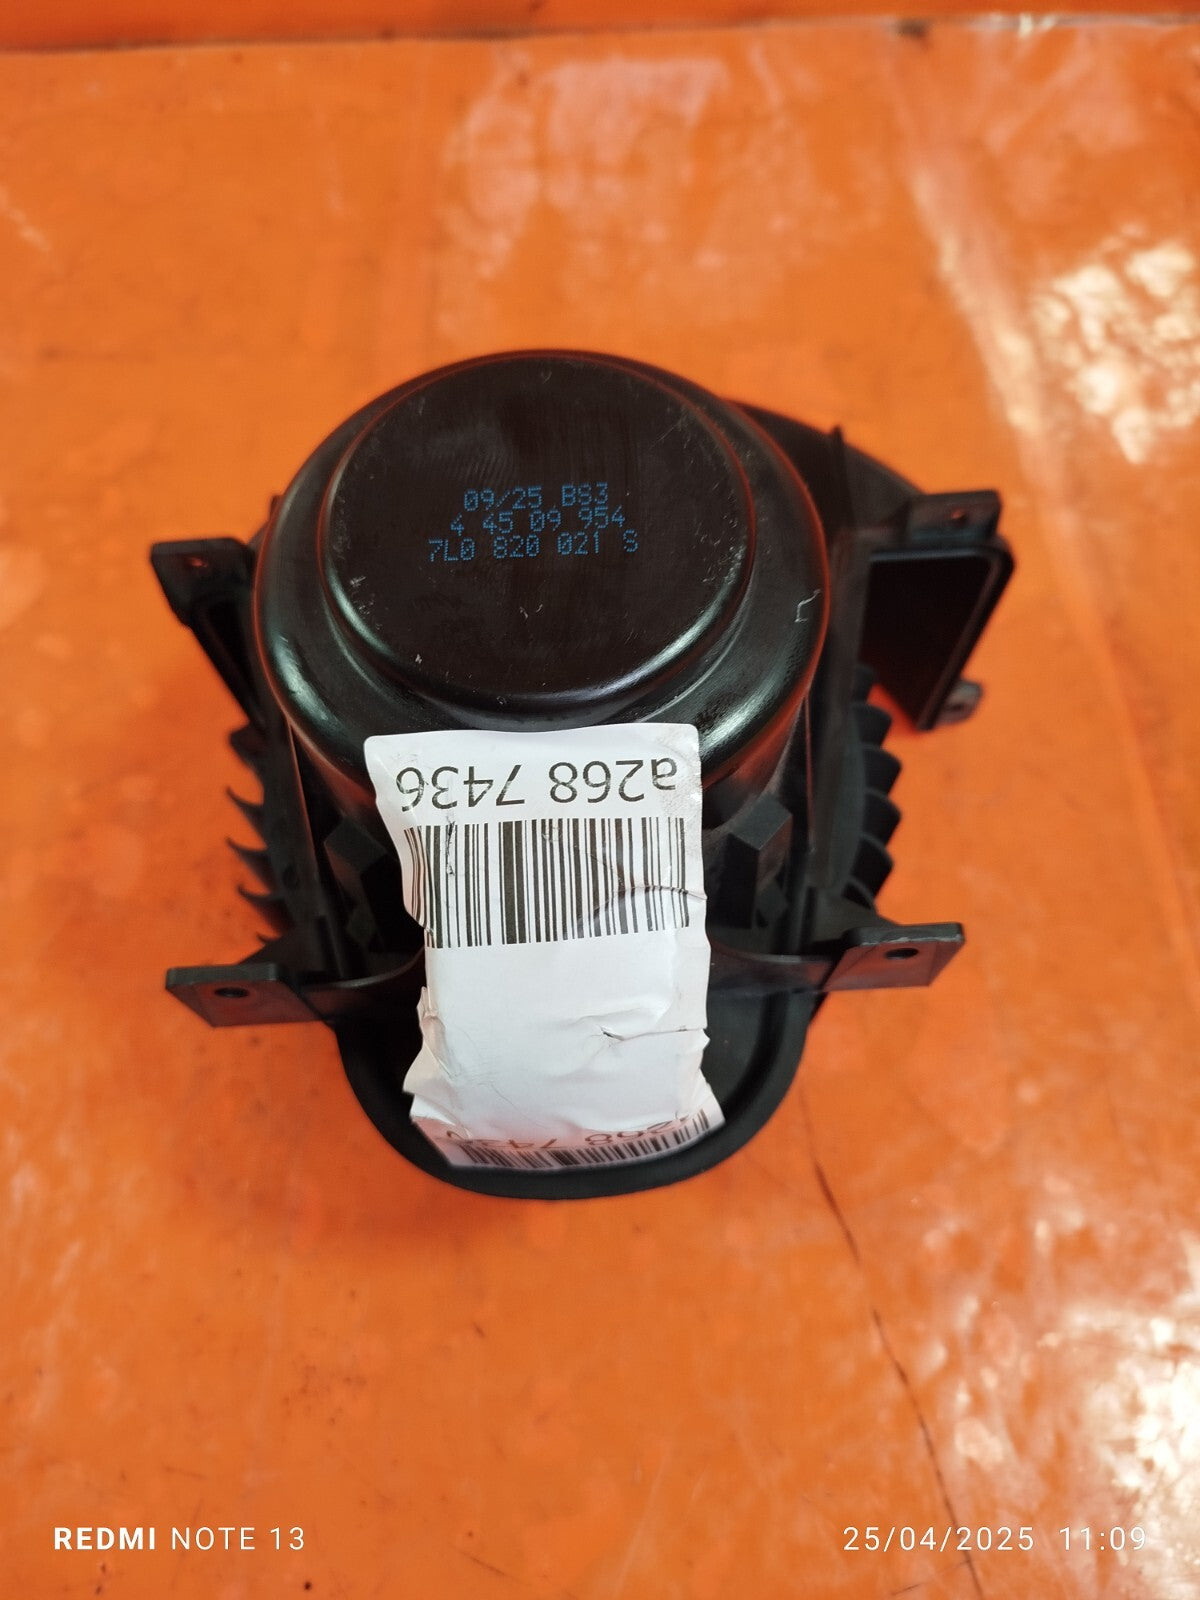 09/25 BS3
4 45 09 954
7L0 820 021 S
a268 7436
REDMI NOTE 13
25/04/2025 11:09